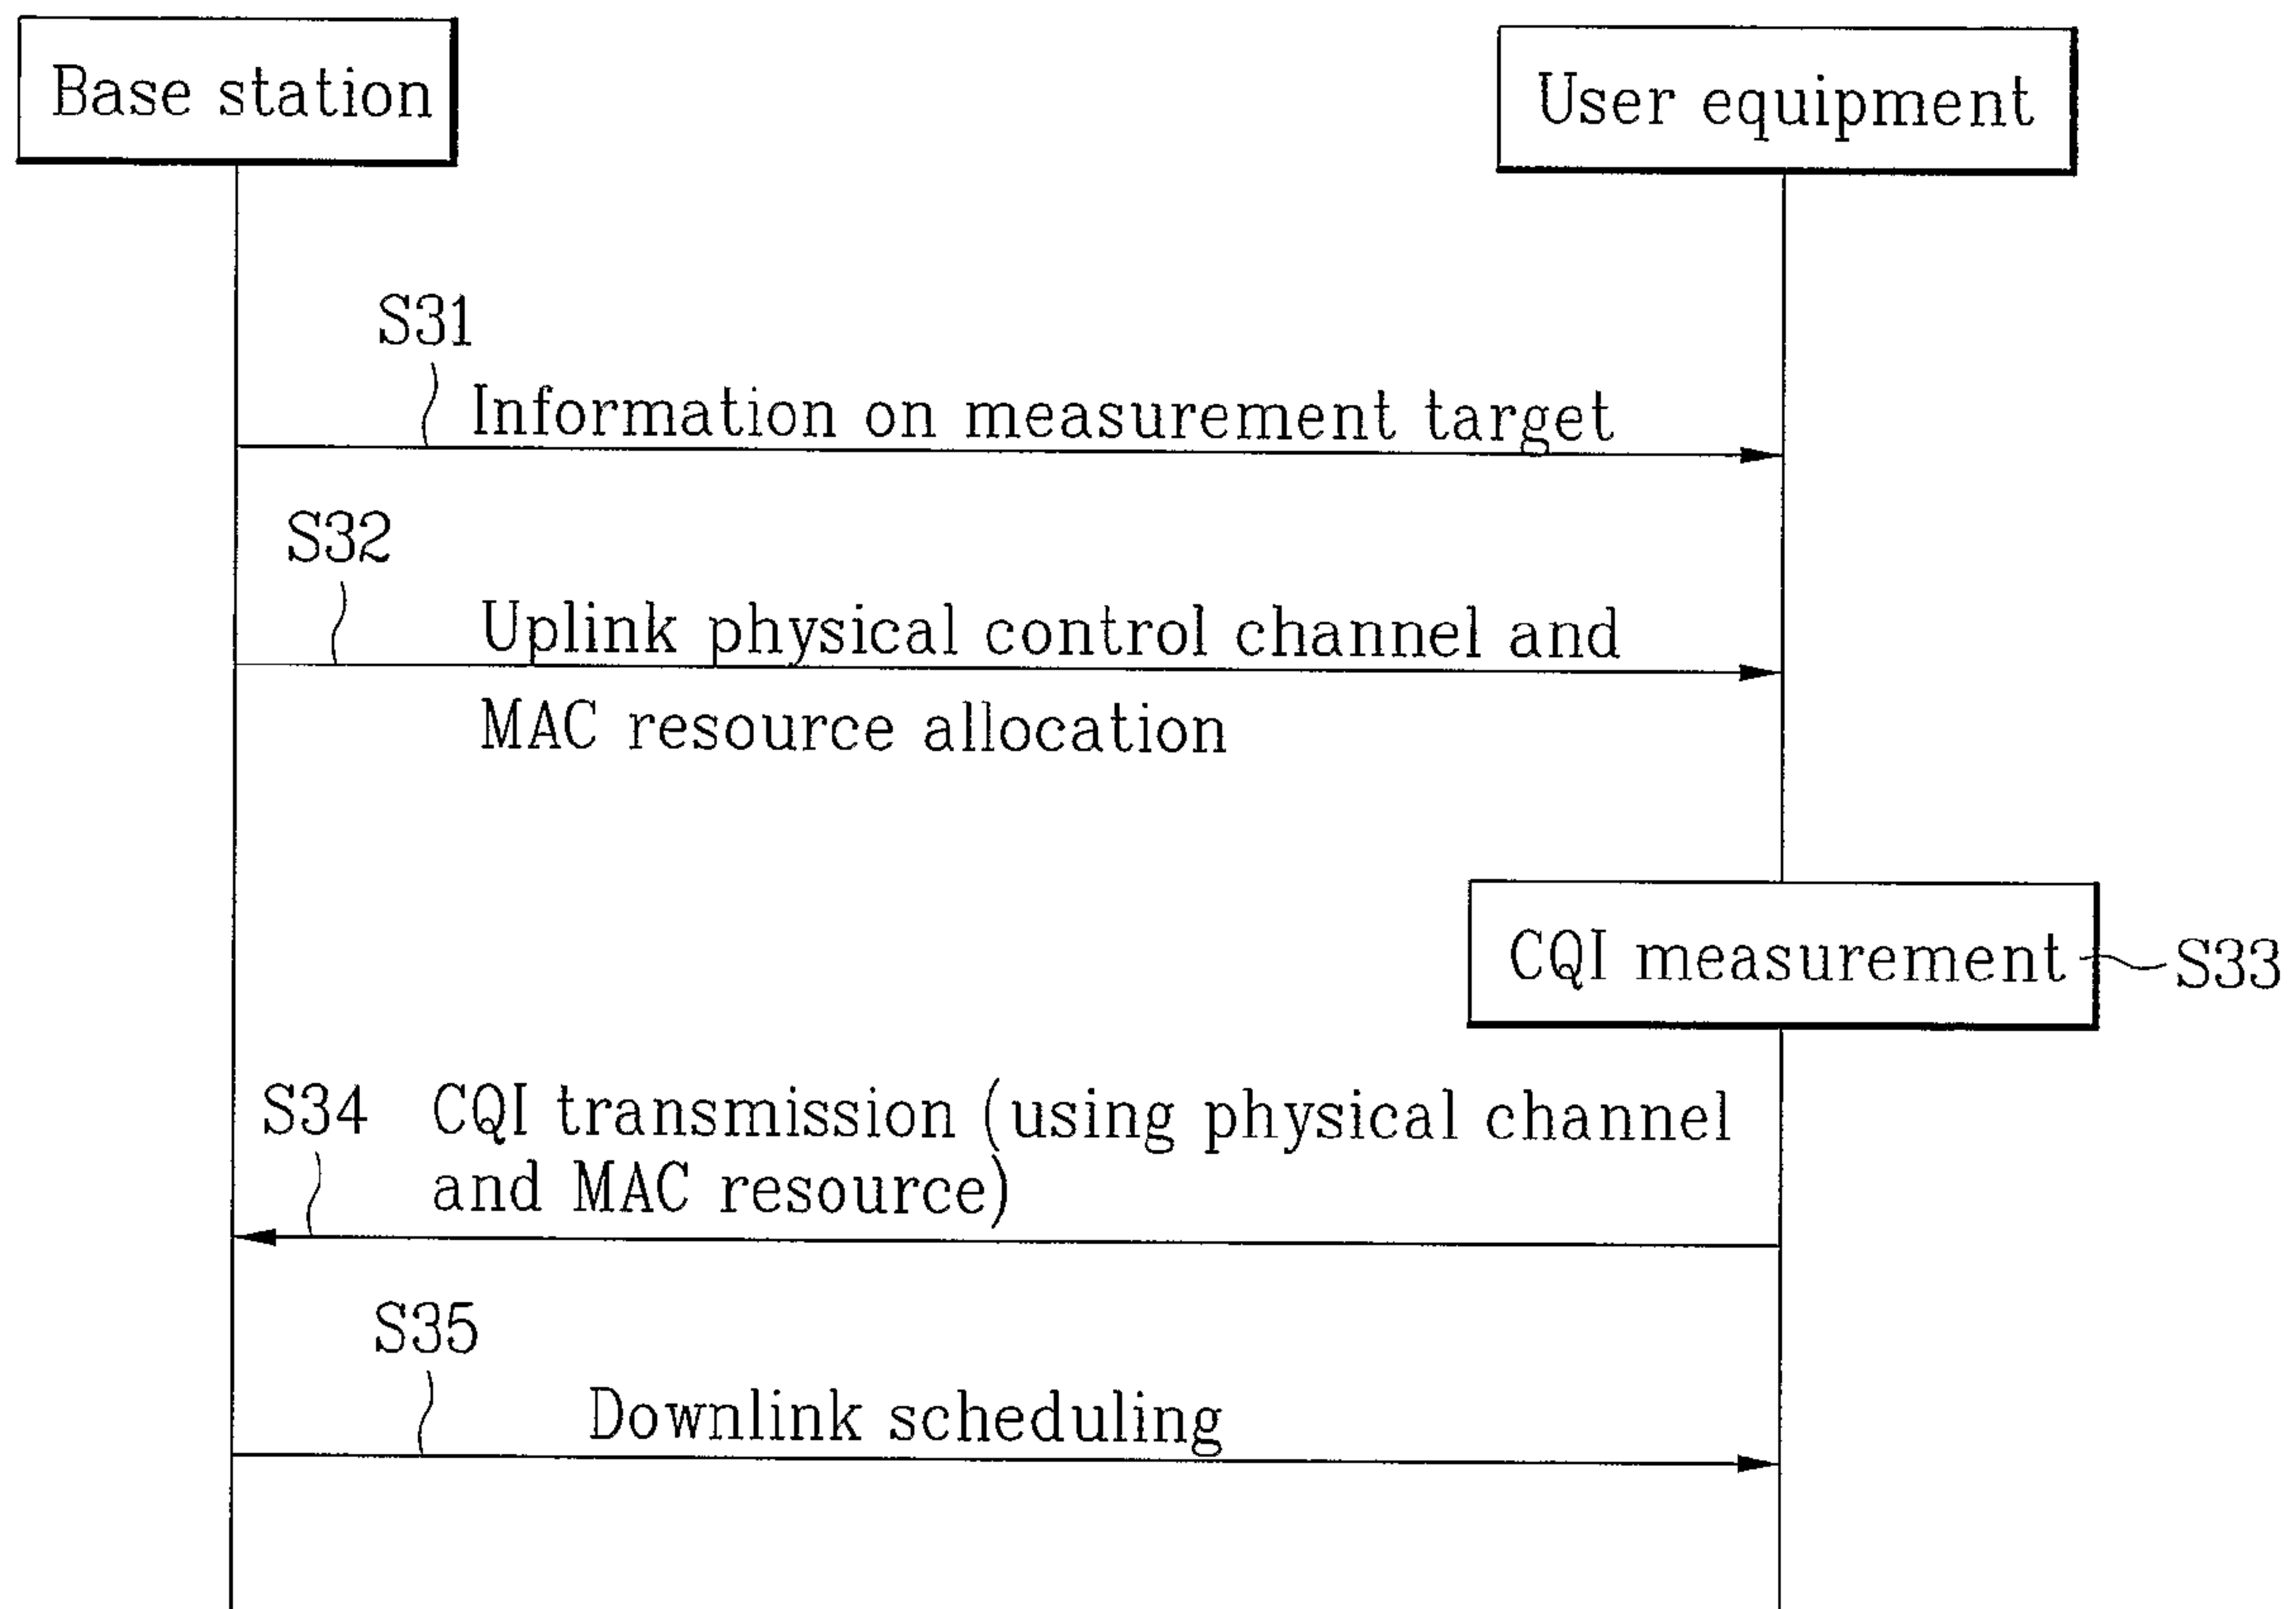 Base station
User equipment
S31
Information on measurement target
S32
Uplink physical control channel and
MAC resource allocation
CQI measurement
S33
S34
CQI transmission (using physical channel
and MAC resource)
S35
Downlink scheduling